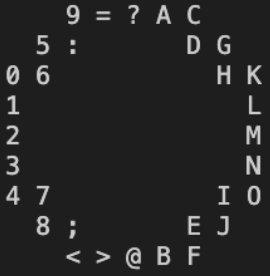 9 = ? A C
5 : D G
0 6 H K
1 L
2 M
3 N
4 7 I O
8 ; E J
< > @ B F